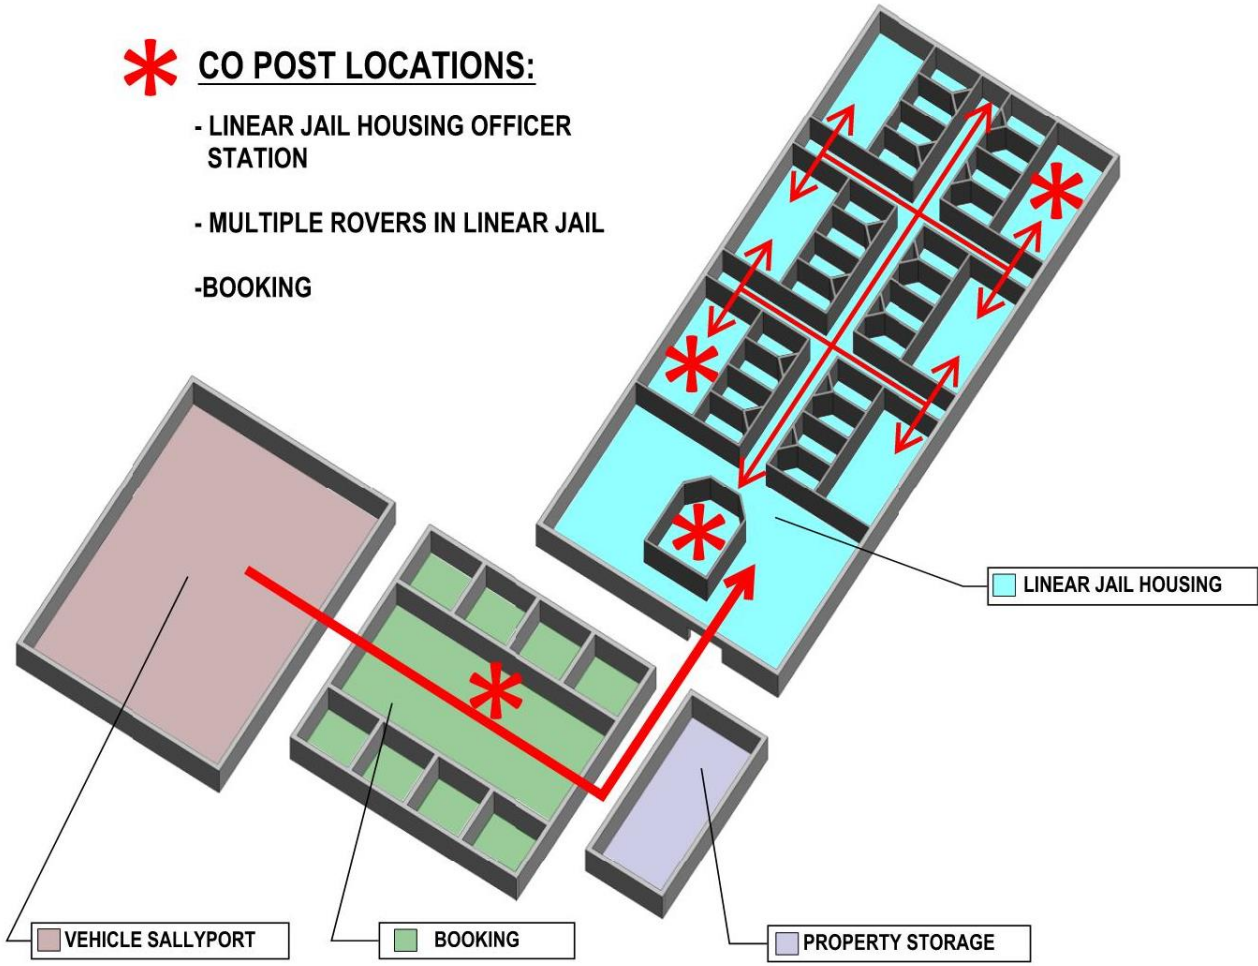 CO POST LOCATIONS:
- LINEAR JAIL HOUSING OFFICER
STATION
- MULTIPLE ROVERS IN LINEAR JAIL
-BOOKING
LINEAR JAIL HOUSING
VEHICLE SALLYPORT
BOOKING
PROPERTY STORAGE